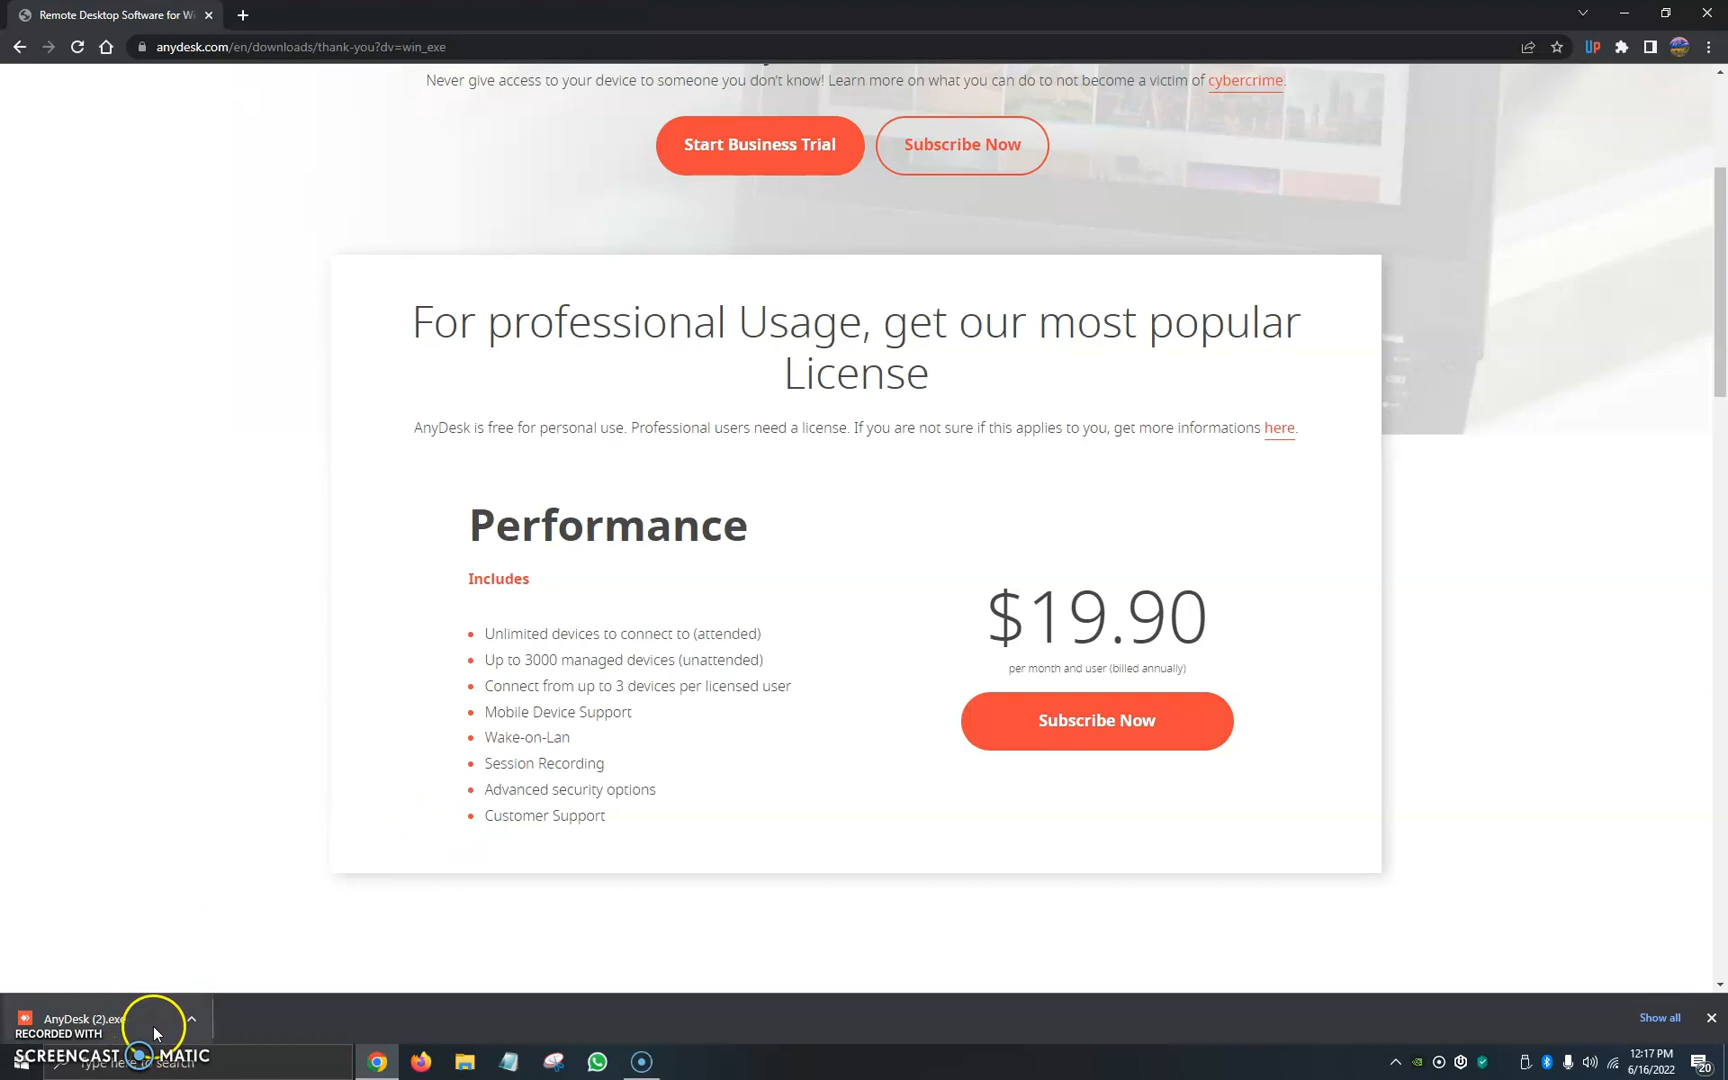 Remote Desktop Software for Wi
anydesk.com/en/downloads/thank-you?dv=win_exe
UP
Never give access to your device to someone you don't know! Learn more on what you can do to not become a victim of cybercrime.
Start Business Trial
Subscribe Now
For professional Usage, get our most popular
License
AnyDesk is free for personal use. Professional users need a license. If you are not sure if this applies to you, get more informations here.
Performance
Includes
Unlimited devices to connect to (attended)
Up to 3000 managed devices (unattended)
Connect from up to 3 devices per licensed user
Mobile Device Support
Wake-on-Lan
Session Recording
Advanced security options
Customer Support
$19.90
per month and user (billed annually)
Subscribe Now
AnyDesk (2).exe
Show all
RECORDED WITH
SCREENCAST MATIC
Type here to search
12:17 PM
6/16/2022
20